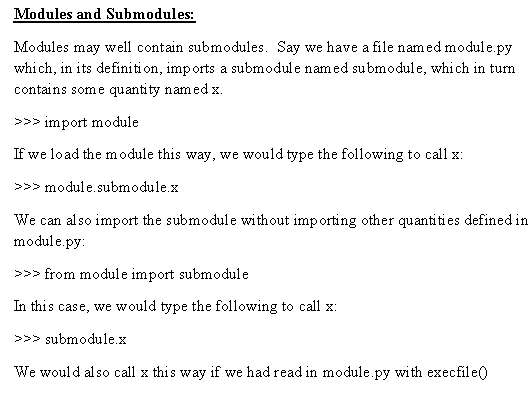 Modules and Submodules:
Modules may well contain submodules. Say we have a file named module.py
which, in its definition, imports a submodule named submodule, which in turn
contains some quantity named x.
>>> import module
If we load the module this way, we would type the following to call x:
>>> module.submodule.x
We can also import the submodule without importing other quantities defined in
module.py:
>>> from module import submodule
In this case, we would type the following to call x:
>>> submodule.x
We would also call x this way if we had read in module.py with execfile()